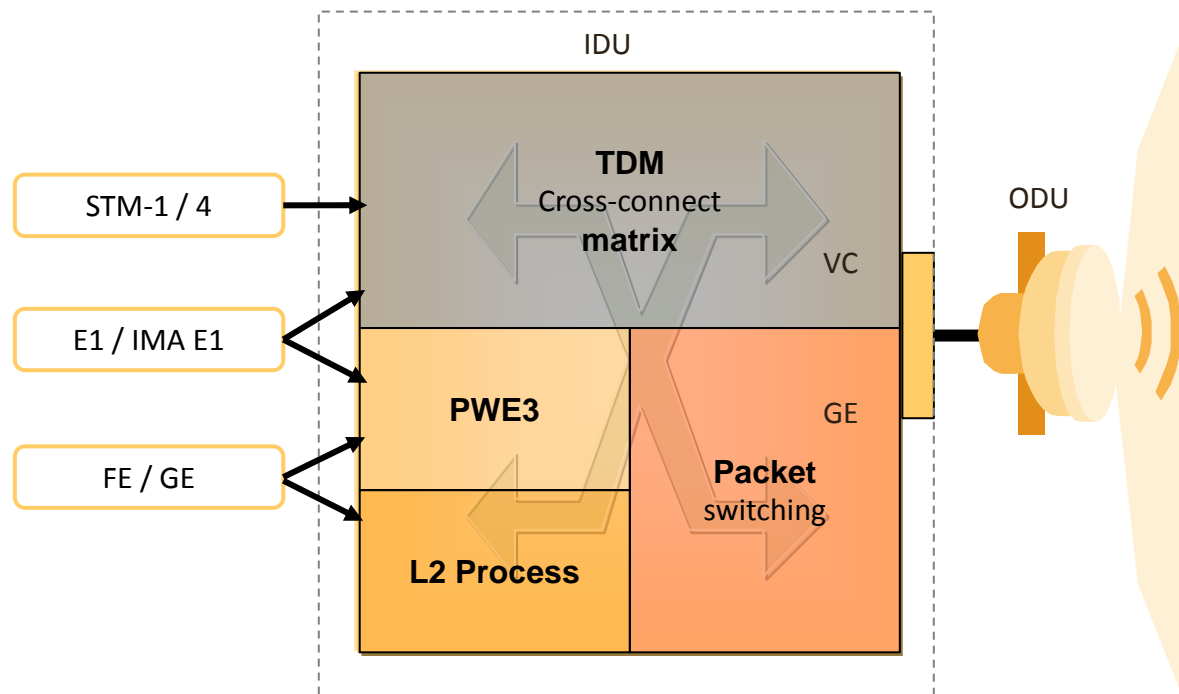 IDU
TDM
Cross-connect
matrix
VC
STM-1 / 4
ODU
E1 / IMA E1
PWE3
GE
FE / GE
Packet
switching
L2 Process